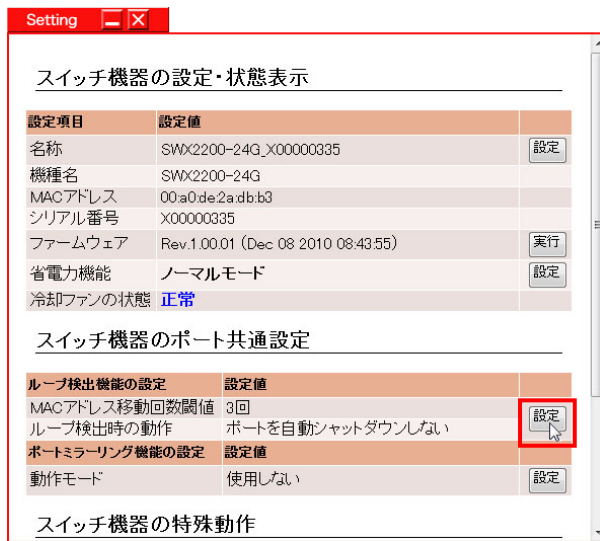 Setting
スイッチ機器の設定・状態表示
設定項目 設定値
名称 SWX2200-24G_X00000335 設定
機種名 SWX2200-24G
MACアドレス 00:a0:de:2a:db:b3
シリアル番号 X00000335
ファームウェア Rev.1.00.01 (Dec 08 2010 08:43:55) 実行
省電力機能 ノーマルモード 設定
冷却ファンの状態 正常
スイッチ機器のポート共通設定
ループ検出機能の設定 設定値
MACアドレス移動回数閾値 3回 設定
ループ検出時の動作 ポートを自動シャットダウンしない
ポートミラーリング機能の設定 設定値
動作モード 使用しない 設定
スイッチ機器の特殊動作